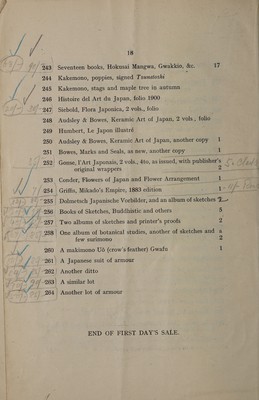 18
243 Seventeen books, Hokusai Mangwa, Gwakkio, &c. 17
244 Kakemono, poppies, signed Tsunetoshi
245 Kakemono, stags and maple tree in autumn
246 Histoire del Art du Japan, folio 1900
247 Siebold, Flora Japonica, 2 vols., folio
248 Audsley & Bowes, Keramic Art of Japan, 2 vols., folio
249 Humbert, Le Japon illustré
250 Audsley & Bowes, Keramic Art of Japan, another copy 1
251 Bowes, Marks and Seals, as new, another copy 1
252 Gonse, l'Art Japonais, 2 vols., 4to, as issued, with publisher's
original wrappers 2
253 Conder, Flowers of Japan and Flower Arrangement 1
254 Griffis, Mikado's Empire, 1883 edition 1
255 Dolmetsch Japanische Vorbilder, and an album of sketches 2
256 Books of Sketches, Buddhistic and others 5
257 Two albums of sketches and printer's proofs 2
258 One album of botanical studies, another of sketches and a
few surimono 2
260 A makimono Uō (crow's feather) Gwafu 1
261 A Japanese suit of armour
262 Another ditto
263 A similar lot
264 Another lot of armour
END OF FIRST DAY'S SALE.